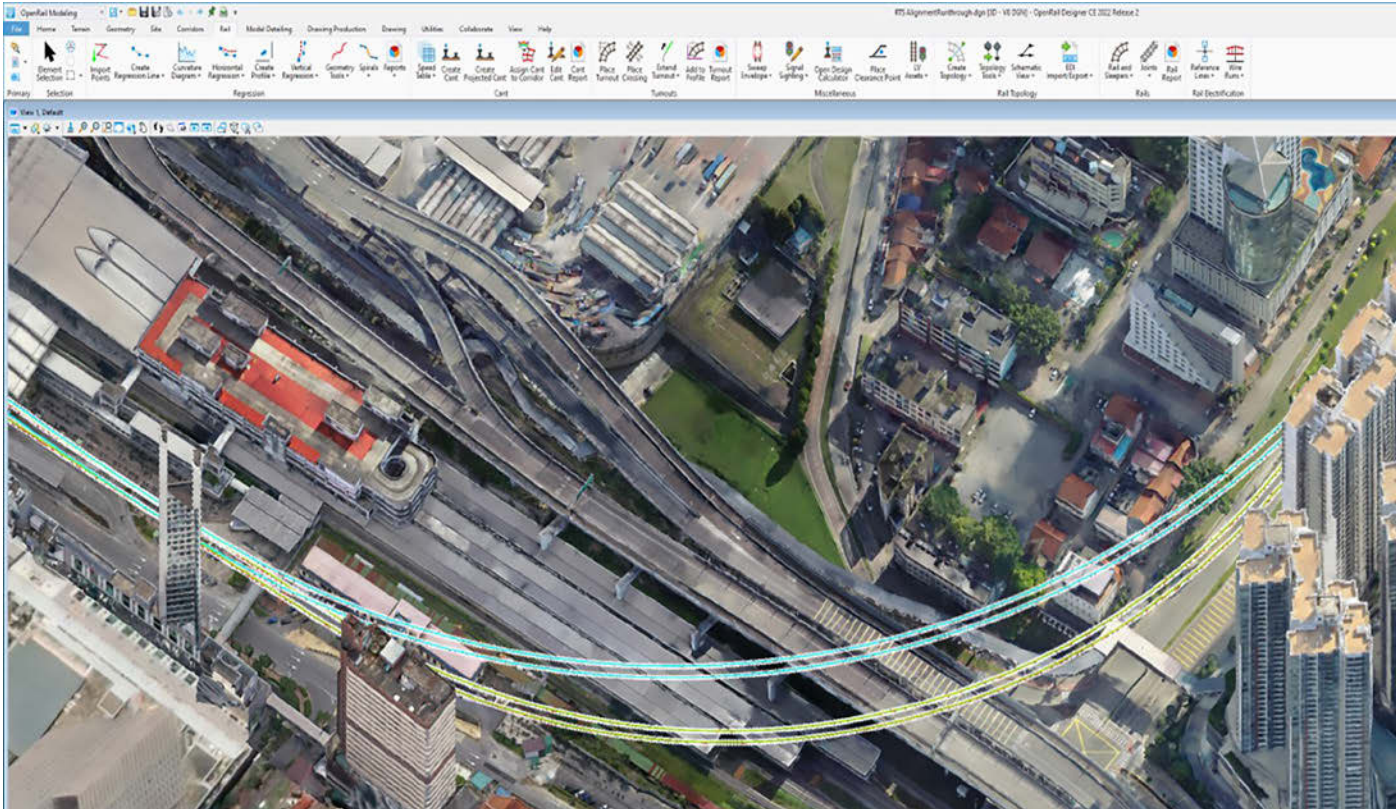 OpenRail Modeling
RTS AlignmentRunthrough.dgn [3D - V8 DGN] - OpenRail Designer CE 2022 Release 2
File Home Terrain Geometry Site Corridors Rail Model Detailing Drawing Production Drawing Utilities Collaborate View Help
Element Selection
Import Points
Create Regression Line
Curvature Diagram
Horizontal Regression
Create Profile
Vertical Regression
Geometry Tools
Spirals
Reports
Speed Table
Create Cant
Create Projected Cant
Assign Cant to Corridor
Edit Cant
Cant Report
Place Turnout
Place Crossing
Extend Turnout
Add to Profile
Turnout Report
Sweep Envelope
Signal Sighting
Open Design Calculator
Place Clearance Point
LV Assets
Create Topology
Topology Tools
Schematic View
EDI Import/Export
Rail and Sleepers
Joints
Rail Report
Reference Lines
Wire Runs
Primary Selection Regression Cant Turnouts Miscellaneous Rail Topology Rails Rail Electrification
View 1, Default